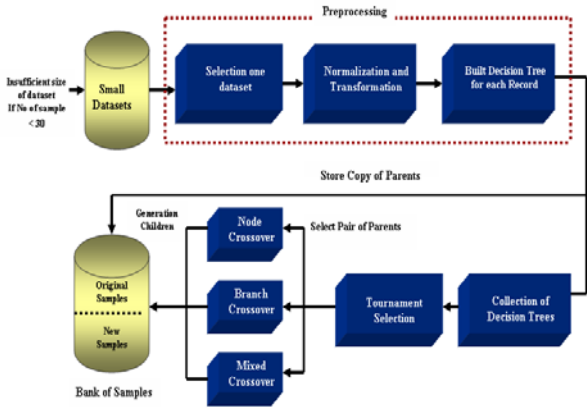 Preprocessing
Insufficient size
of dataset
If No of sample
< 30
Small
Datasets
Selection one
dataset
Normalization and
Transformation
Built Decision Tree
for each Record
Store Copy of Parents
Generation
Children
Node
Crossover
Select Pair of Parents
Original
Samples
New
Samples
Branch
Crossover
Tournament
Selection
Collection of
Decision Trees
Mixed
Crossover
Bank of Samples